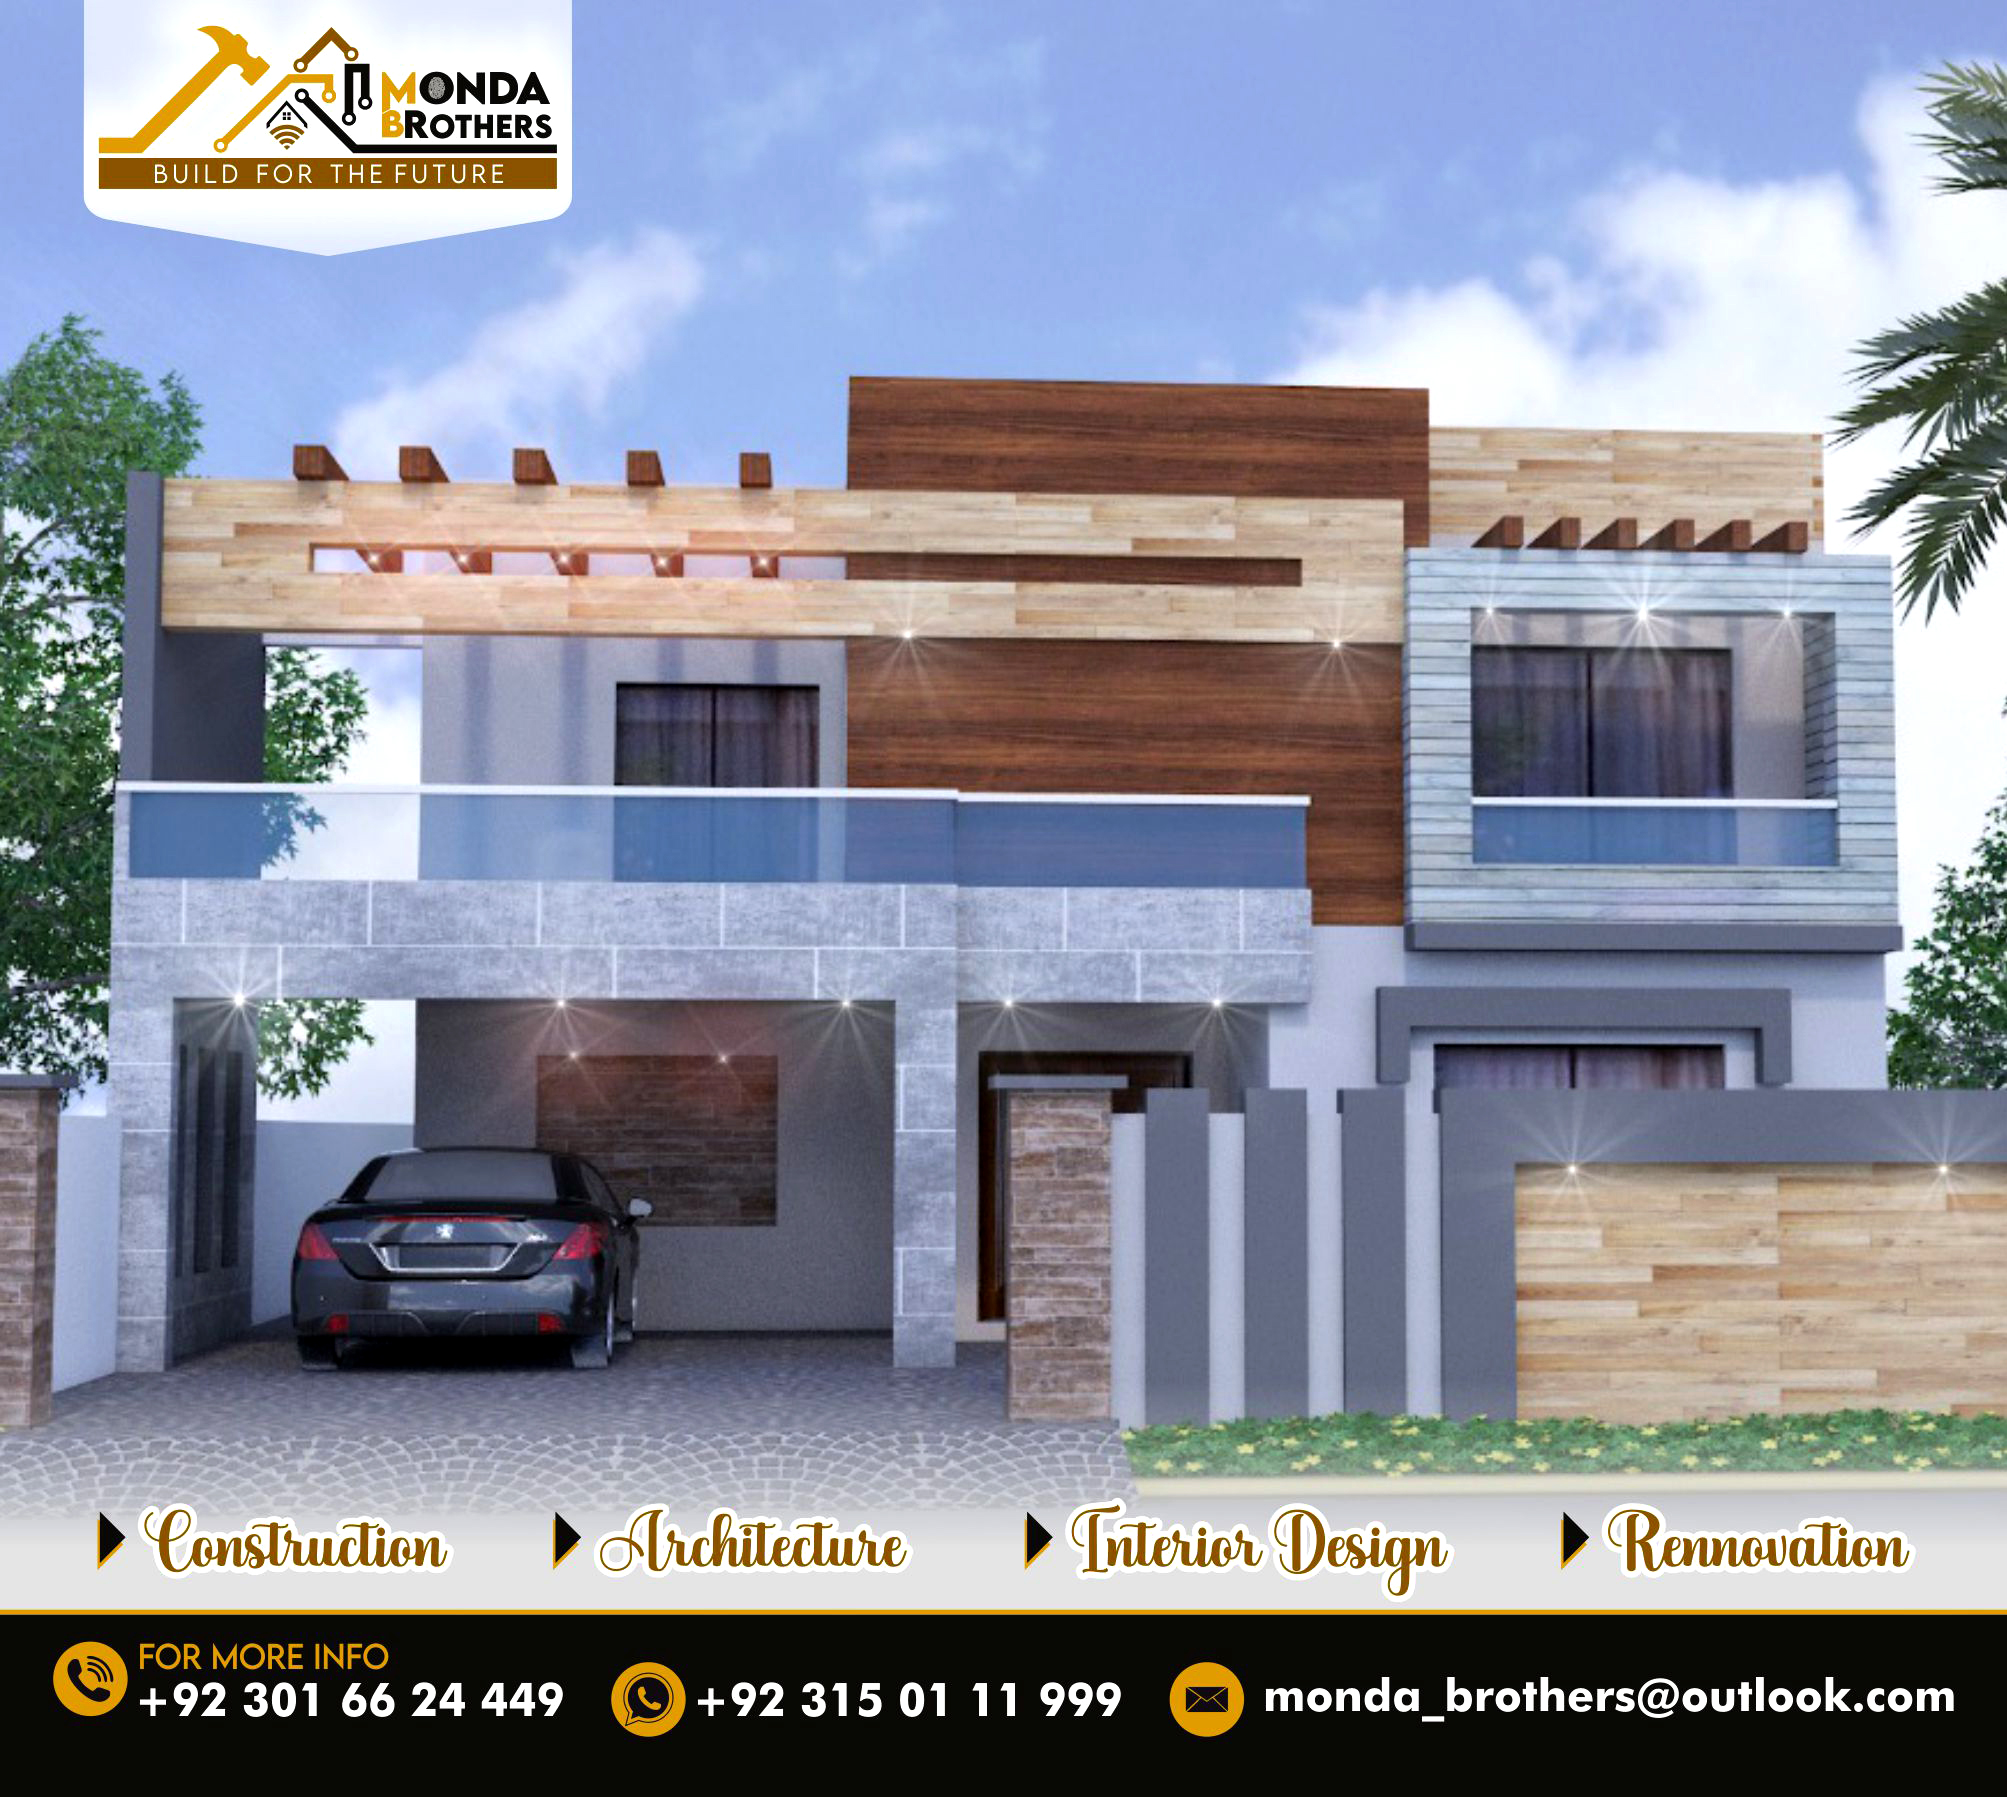 MONDA
BROTHERS
BUILD FOR THE FUTURE
Construction
Architecture
Interior Design
Rennovation
FOR MORE INFO
+92 301 66 24 449
+92 315 01 11 999
monda_brothers@outlook.com